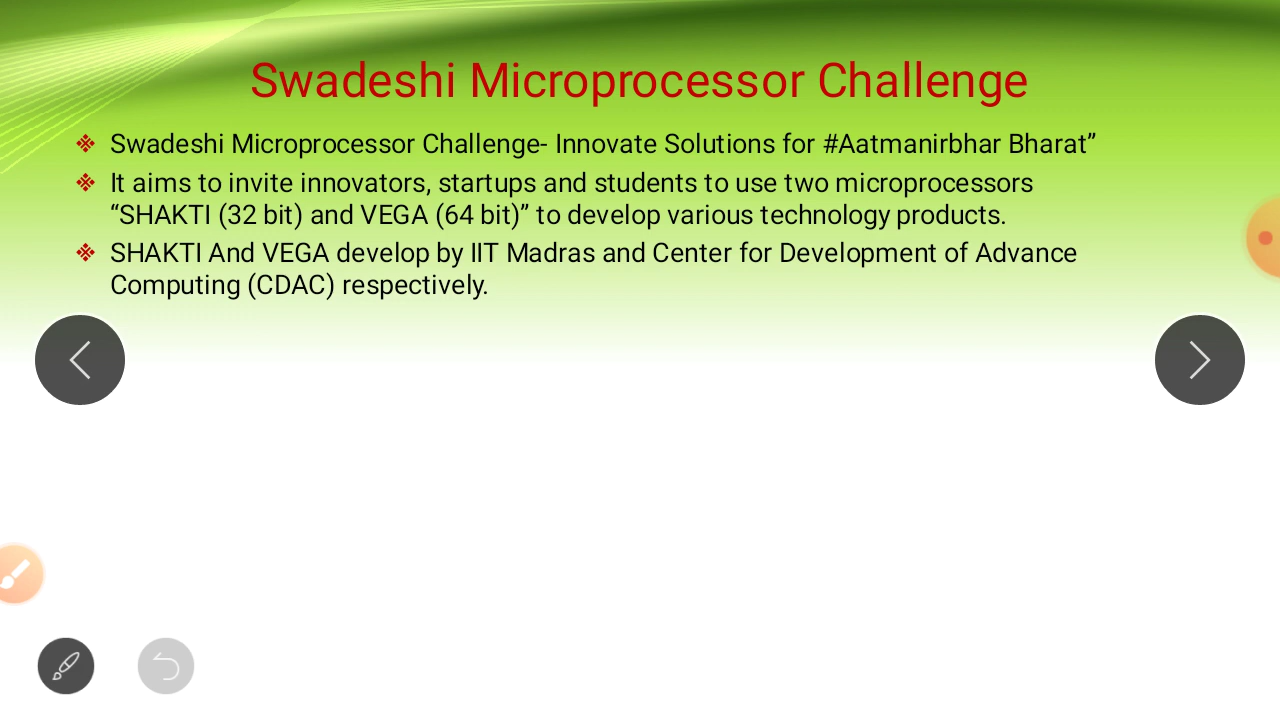 Swadeshi Microprocessor Challenge
❖ Swadeshi Microprocessor Challenge- Innovate Solutions for #Aatmanirbhar Bharat”
❖ It aims to invite innovators, startups and students to use two microprocessors
“SHAKTI (32 bit) and VEGA (64 bit)” to develop various technology products.
❖ SHAKTI And VEGA develop by IIT Madras and Center for Development of Advance
Computing (CDAC) respectively.